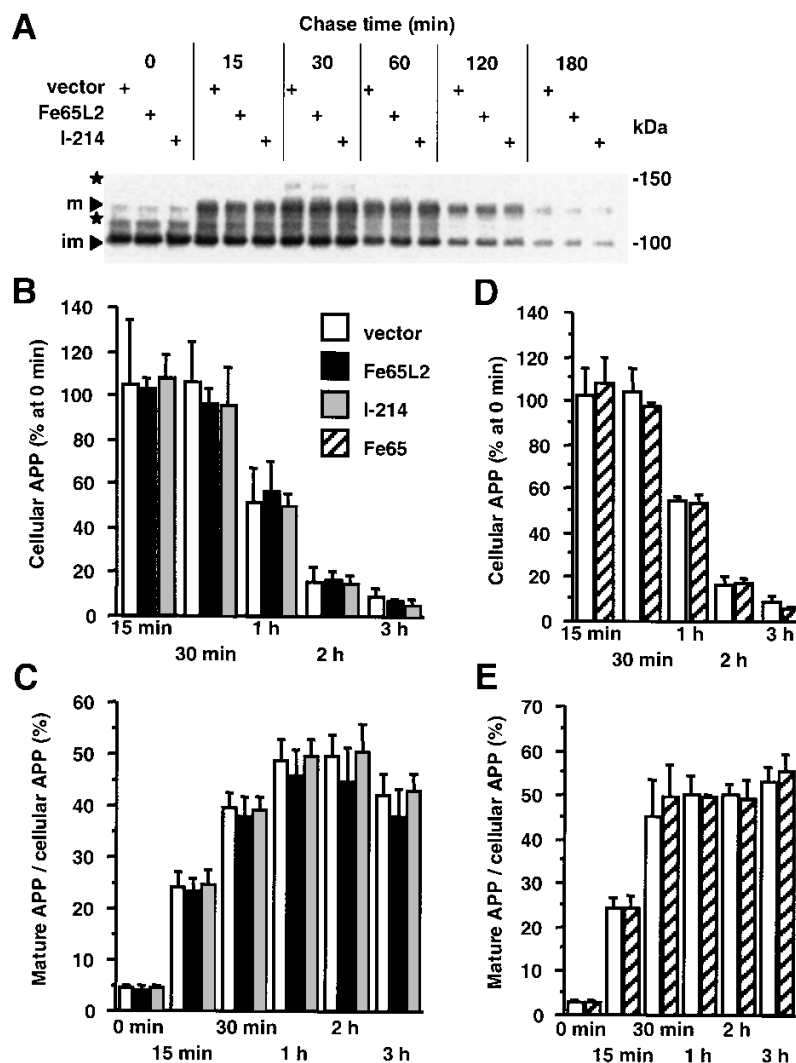 A
Chase time (min)
0 15 30 60 120 180
vector + + + + + +
Fe65L2 + + + + + +
I-214 + + + + + +
kDa
★ -150
m ▶
★
im ▶ -100
B
Cellular APP (% at 0 min)
140
120
100
80
60
40
20
0
15 min 1 h 3 h
30 min 2 h
vector
Fe65L2
I-214
Fe65
D
Cellular APP (% at 0 min)
140
120
100
80
60
40
20
0
15 min 1 h 3 h
30 min 2 h
C
Mature APP / cellular APP (%)
60
50
40
30
20
10
0
0 min 30 min 2 h
15 min 1 h 3 h
E
Mature APP / cellular APP (%)
70
60
50
40
30
20
10
0
0 min 30 min 2 h
15 min 1 h 3 h